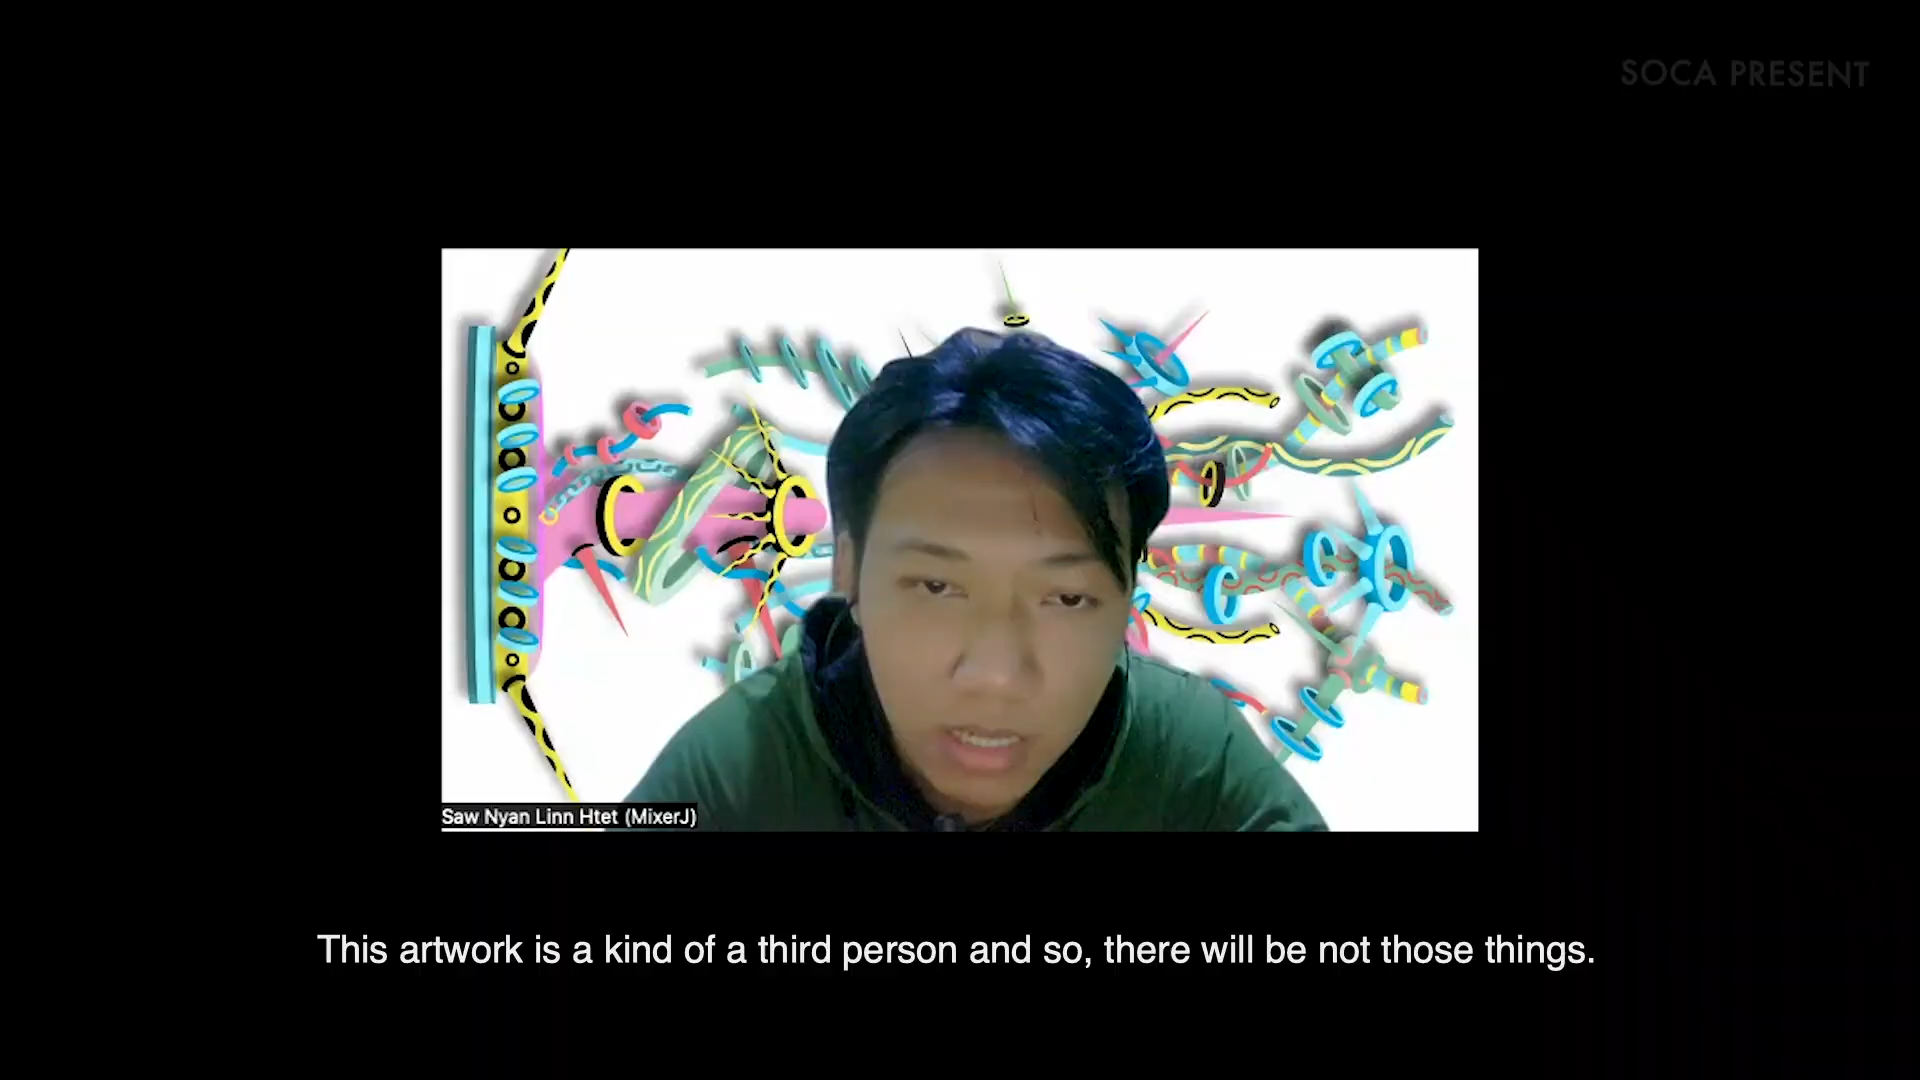 SOCA PRESENT
Saw Nyan Linn Htet (MixerJ)
This artwork is a kind of a third person and so, there will be not those things.